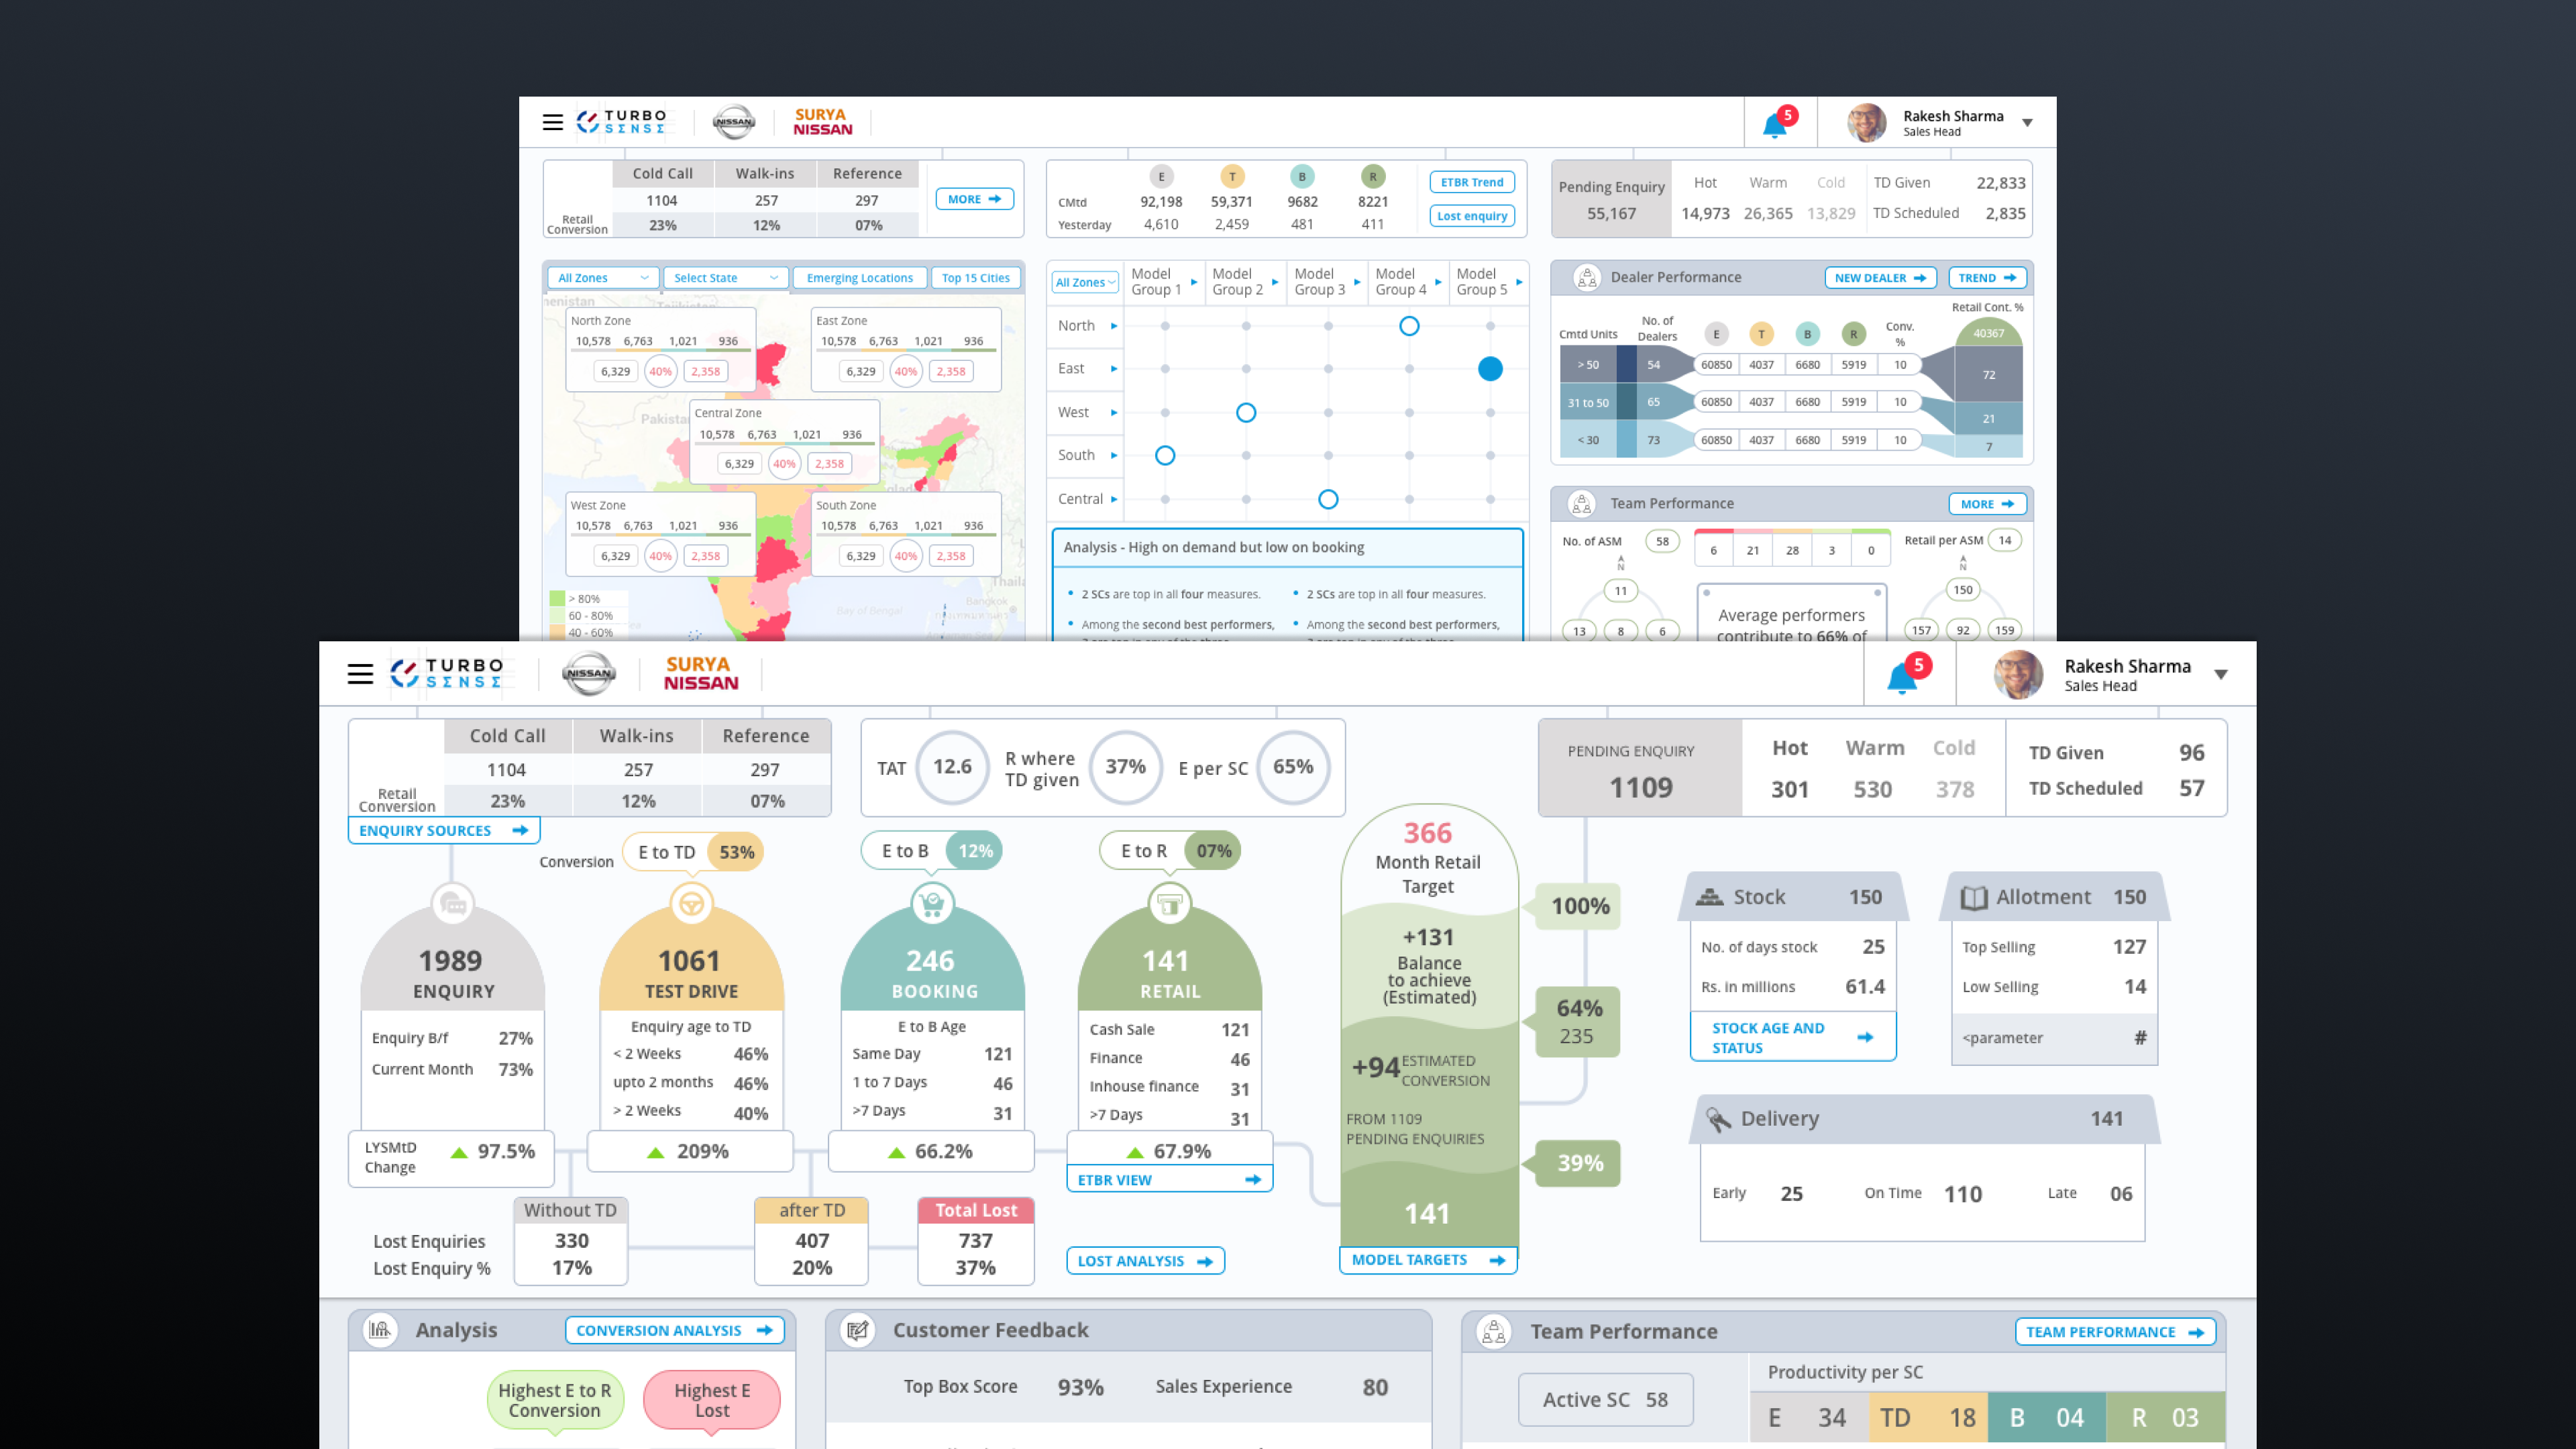 TURBO
SENSE
NISSAN
SURYA
NISSAN
5
Rakesh Sharma
Sales Head
Cold Call Walk-ins Reference
1104 257 297
Retail
Conversion
23% 12% 07%
MORE
E T B R
CMtd 92,198 59,371 9682 8221
Yesterday 4,610 2,459 481 411
ETBR Trend
Lost enquiry
Pending Enquiry
55,167
Hot Warm Cold
14,973 26,365 13,829
TD Given 22,833
TD Scheduled 2,835
All Zones Select State Emerging Locations Top 15 Cities
North Zone
10,578 6,763 1,021 936
6,329 40% 2,358
East Zone
10,578 6,763 1,021 936
6,329 40% 2,358
Pakista
Central Zone
10,578 6,763 1,021 936
6,329 40% 2,358
West Zone
10,578 6,763 1,021 936
6,329 40% 2,358
South Zone
10,578 6,763 1,021 936
6,329 40% 2,358
Thaila
Bangkok
Bay of Bengal
> 80%
60 - 80%
40 - 60%
All Zones
Model
Group 1
Model
Group 2
Model
Group 3
Model
Group 4
Model
Group 5
North
East
West
South
Central
Analysis - High on demand but low on booking
• 2 SCs are top in all four measures.
• Among the second best performers,
• 2 SCs are top in all four measures.
• Among the second best performers,
Dealer Performance
NEW DEALER
TREND
Retail Cont. %
Cmtd Units
No. of
Dealers
E T B R
Conv.
%
40367
> 50 54 60850 4037 6680 5919 10 72
31 to 50 65 60850 4037 6680 5919 10 21
< 30 73 60850 4037 6680 5919 10 7
Team Performance
MORE
No. of ASM 58
6 21 28 3 0
Retail per ASM 14
N
11
13 8 6
Average performers
contribute to 66% of
N
150
157 92 159
TURBO
SENSE
NISSAN
SURYA
NISSAN
5
Rakesh Sharma
Sales Head
Cold Call Walk-ins Reference
1104 257 297
Retail
Conversion
23% 12% 07%
ENQUIRY SOURCES
TAT 12.6
R where
TD given
37%
E per SC 65%
PENDING ENQUIRY
1109
Hot Warm Cold
301 530 378
TD Given 96
TD Scheduled 57
Conversion
E to TD 53%
E to B 12%
E to R 07%
1989
ENQUIRY
Enquiry B/f 27%
Current Month 73%
LYSMtD
Change
97.5%
1061
TEST DRIVE
Enquiry age to TD
< 2 Weeks 46%
upto 2 months 46%
> 2 Weeks 40%
209%
246
BOOKING
E to B Age
Same Day 121
1 to 7 Days 46
>7 Days 31
66.2%
141
RETAIL
Cash Sale 121
Finance 46
Inhouse finance 31
>7 Days 31
67.9%
ETBR VIEW
366
Month Retail
Target
+131
Balance
to achieve
(Estimated)
+94 ESTIMATED
CONVERSION
FROM 1109
PENDING ENQUIRIES
141
MODEL TARGETS
100%
64%
235
39%
Stock 150
No. of days stock 25
Rs. in millions 61.4
STOCK AGE AND
STATUS
Allotment 150
Top Selling 127
Low Selling 14
<parameter #
Delivery 141
Early 25 On Time 110 Late 06
Without TD after TD Total Lost
Lost Enquiries 330 407 737
Lost Enquiry % 17% 20% 37%
LOST ANALYSIS
Analysis
CONVERSION ANALYSIS
Highest E to R
Conversion
Highest E
Lost
Customer Feedback
Top Box Score 93% Sales Experience 80
Team Performance
TEAM PERFORMANCE
Active SC 58
Productivity per SC
E 34 TD 18 B 04 R 03